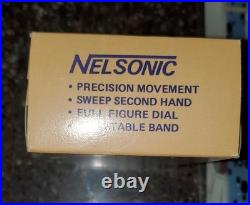 NELSONIC
• PRECISION MOVEMENT
• SWEEP SECOND HAND
• FULL FIGURE DIAL
BAND